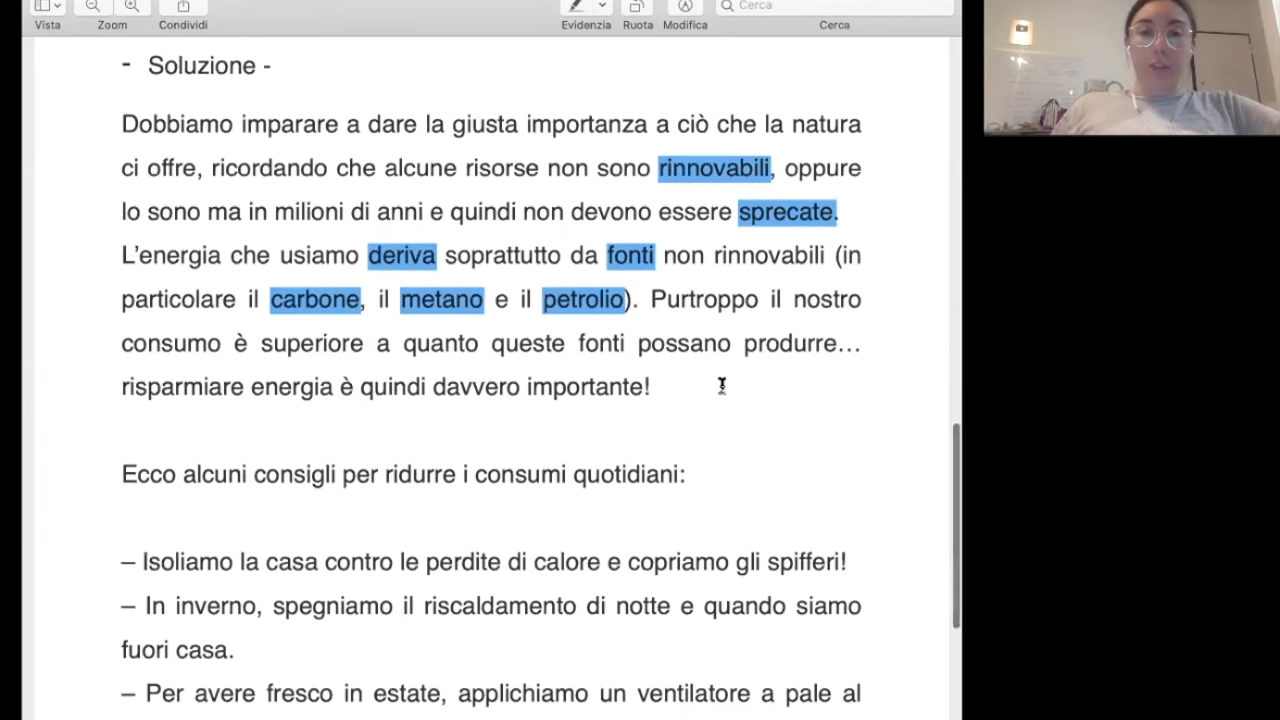 Vista
Zoom
Condividi
Evidenzia
Ruota
Modifica
Cerca
Cerca
- Soluzione -
Dobbiamo imparare a dare la giusta importanza a ciò che la natura
ci offre, ricordando che alcune risorse non sono rinnovabili, oppure
lo sono ma in milioni di anni e quindi non devono essere sprecate.
L’energia che usiamo deriva soprattutto da fonti non rinnovabili (in
particolare il carbone, il metano e il petrolio). Purtroppo il nostro
consumo è superiore a quanto queste fonti possano produrre…
risparmiare energia è quindi davvero importante!
Ecco alcuni consigli per ridurre i consumi quotidiani:
– Isoliamo la casa contro le perdite di calore e copriamo gli spifferi!
– In inverno, spegniamo il riscaldamento di notte e quando siamo
fuori casa.
– Per avere fresco in estate, applichiamo un ventilatore a pale al